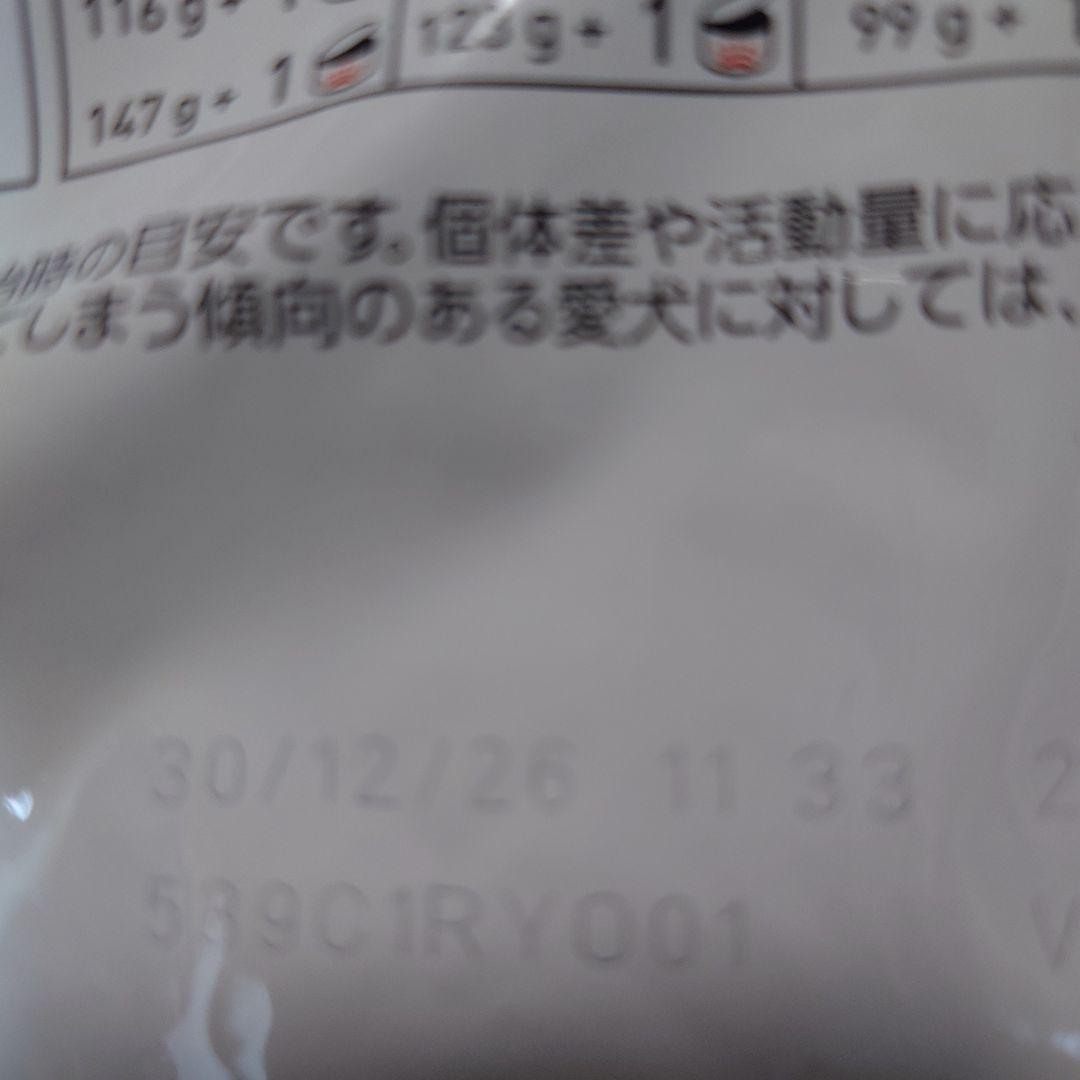 116g+ 1
147g+ 1 123g+ 1 99g+
時の目安です。個体差や活動量に応
てしまう傾向のある愛犬に対しては、
30/12/26 11 33 2
589C1RY001 V